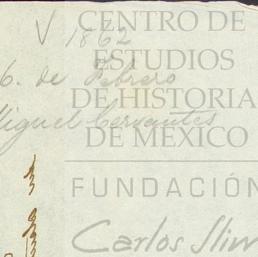 V 1862
CENTRO DE
ESTUDIOS
6. de Febrero
DE HISTORIA
Miguel Cervantes
DE MÉXICO
FUNDACIÓN
Carlos Slim